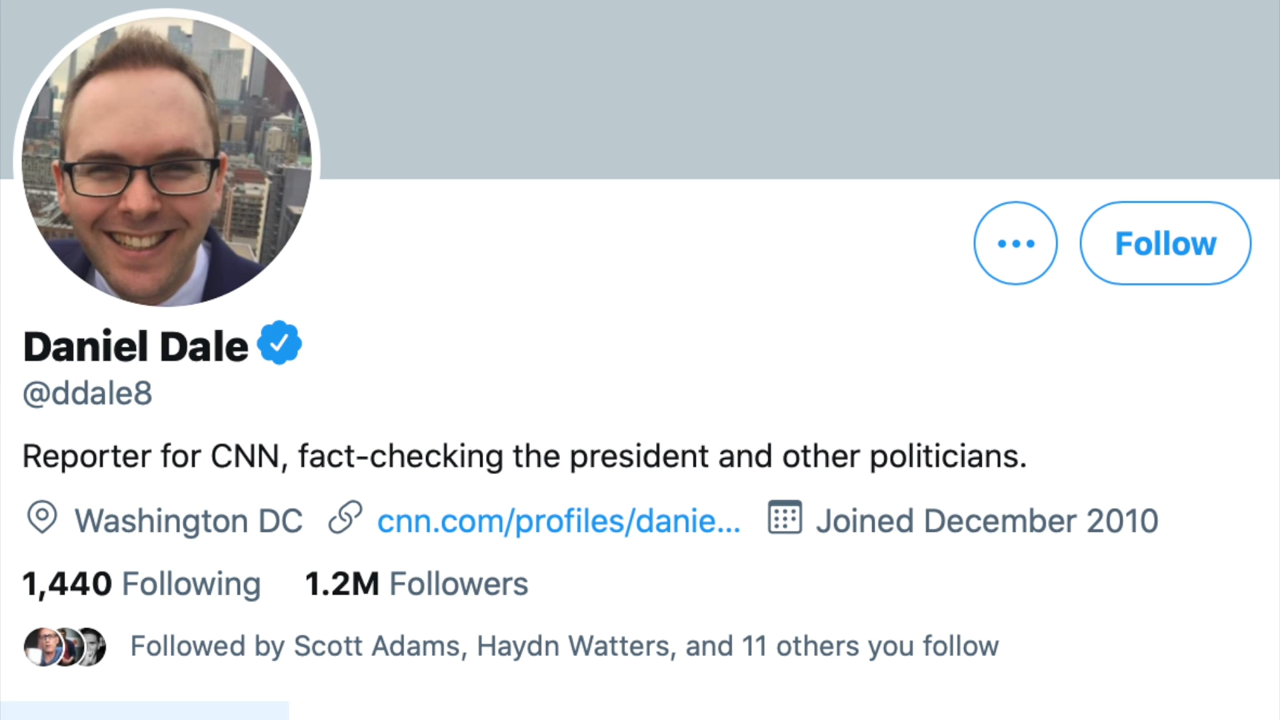 Follow
Daniel Dale
@ddale8
Reporter for CNN, fact-checking the president and other politicians.
Washington DC cnn.com/profiles/danie... Joined December 2010
1,440 Following 1.2M Followers
Followed by Scott Adams, Haydn Watters, and 11 others you follow